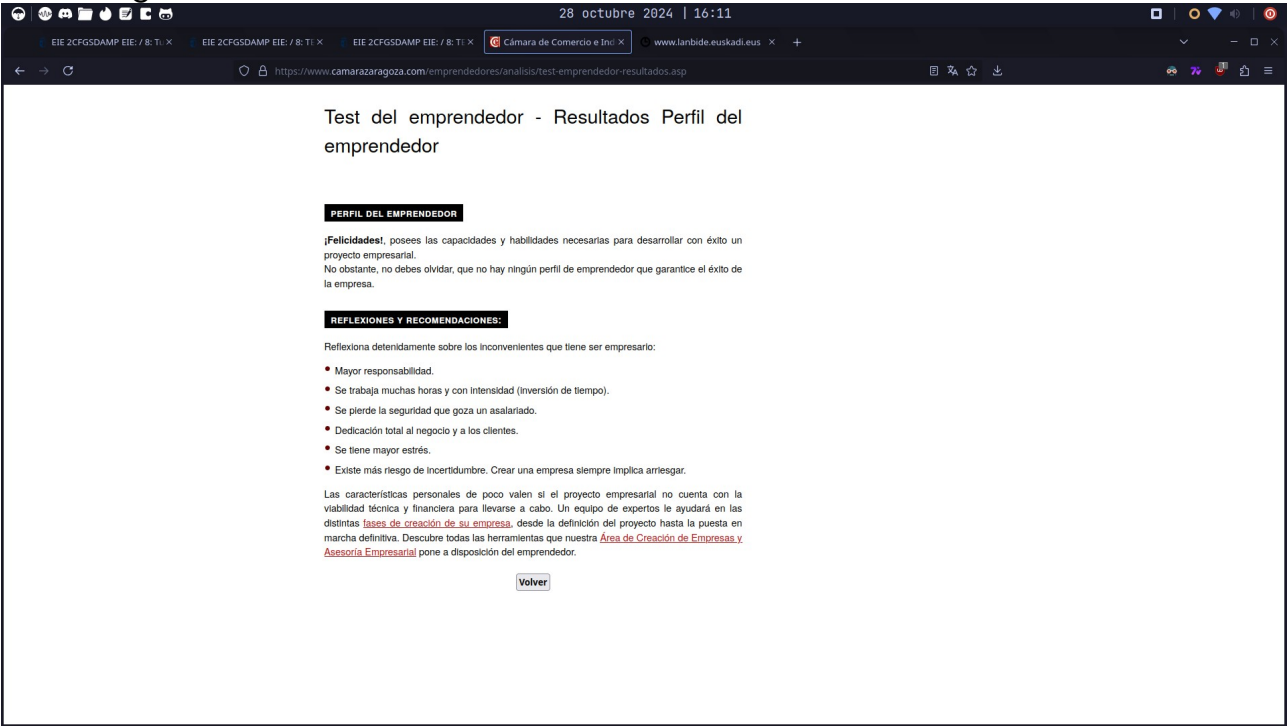 28 octubre 2024 | 16:11
EIE 2CFGSDAMP EIE: / 8: Tu × EIE 2CFGSDAMP EIE: / 8: TE × EIE 2CFGSDAMP EIE: / 8: TE × Cámara de Comercio e Ind × www.lanbide.euskadi.eus × +
https://www.camarazaragoza.com/emprendedores/analisis/test-emprendedor-resultados.asp
Test del emprendedor - Resultados Perfil del
emprendedor
PERFIL DEL EMPRENDEDOR
¡Felicidades!, posees las capacidades y habilidades necesarias para desarrollar con éxito un
proyecto empresarial.
No obstante, no debes olvidar, que no hay ningún perfil de emprendedor que garantice el éxito de
la empresa.
REFLEXIONES Y RECOMENDACIONES:
Reflexiona detenidamente sobre los inconvenientes que tiene ser empresario:
• Mayor responsabilidad.
• Se trabaja muchas horas y con intensidad (inversión de tiempo).
• Se pierde la seguridad que goza un asalariado.
• Dedicación total al negocio y a los clientes.
• Se tiene mayor estrés.
• Existe más riesgo de incertidumbre. Crear una empresa siempre implica arriesgar.
Las características personales de poco valen si el proyecto empresarial no cuenta con la
viabilidad técnica y financiera para llevarse a cabo. Un equipo de expertos le ayudará en las
distintas fases de creación de su empresa, desde la definición del proyecto hasta la puesta en
marcha definitiva. Descubre todas las herramientas que nuestra Área de Creación de Empresas y
Asesoría Empresarial pone a disposición del emprendedor.
Volver